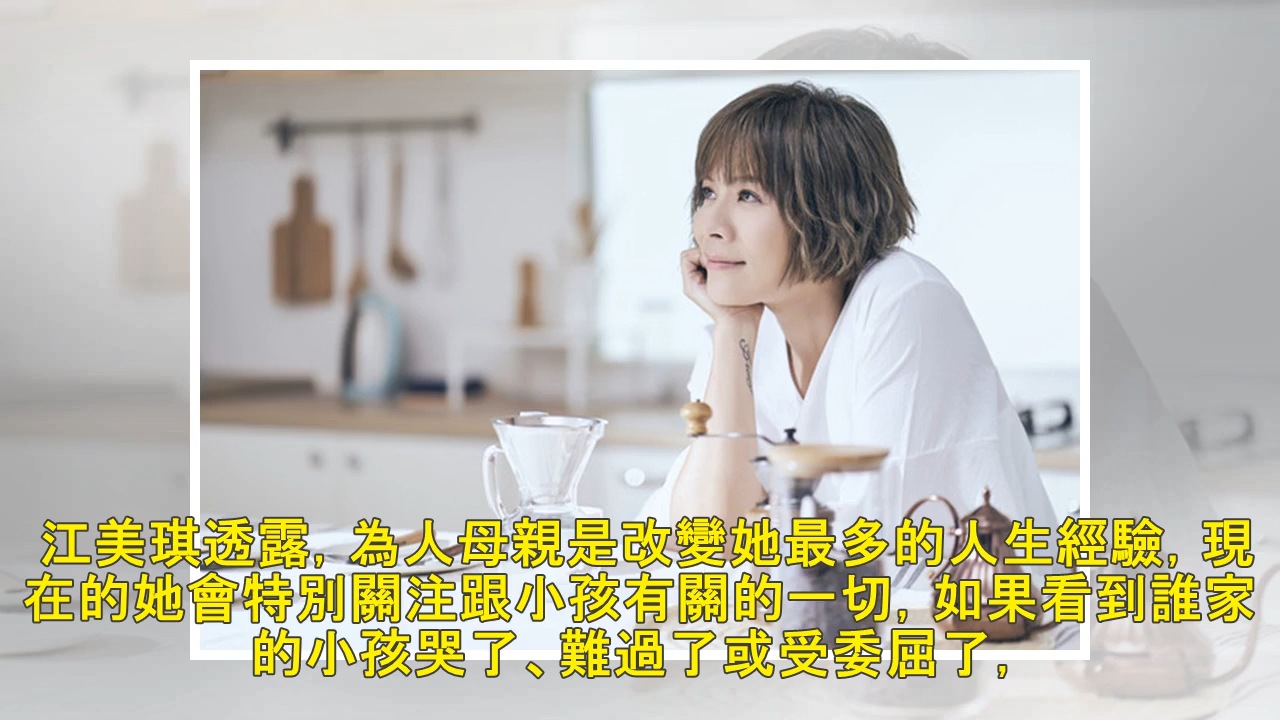 江美琪透露, 為人母親是改變她最多的人生經驗, 現
在的她會特別關注跟小孩有關的一切, 如果看到誰家
的小孩哭了、難過了或受委屈了,